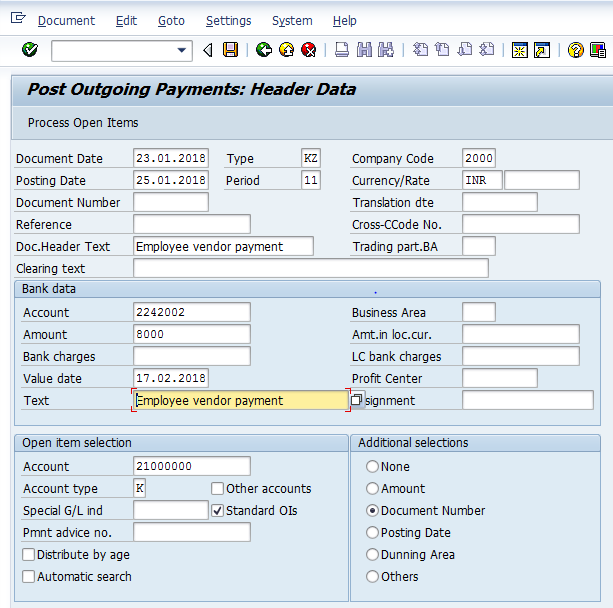 Document Edit Goto Settings System Help
Post Outgoing Payments: Header Data
Process Open Items
Document Date 23.01.2018 Type KZ Company Code 2000
Posting Date 25.01.2018 Period 11 Currency/Rate INR
Document Number Translation dte
Reference Cross-CCode No.
Doc.Header Text Employee vendor payment Trading part.BA
Clearing text
Bank data
Account 2242002 Business Area
Amount 8000 Amt.in loc.cur.
Bank charges LC bank charges
Value date 17.02.2018 Profit Center
Text Employee vendor payment signment
Open item selection
Account 21000000
Account type K Other accounts
Special G/L ind Standard OIs
Pmnt advice no.
Distribute by age
Automatic search
Additional selections
None
Amount
Document Number
Posting Date
Dunning Area
Others